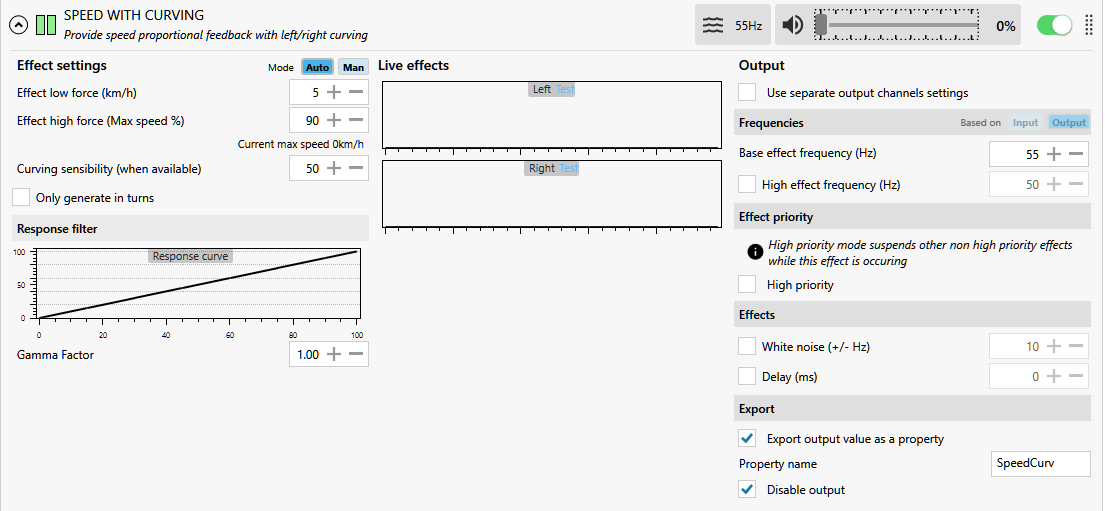 SPEED WITH CURVING
Provide speed proportional feedback with left/right curving
55Hz
0%
Effect settings
Mode Auto Man
Effect low force (km/h) 5
Effect high force (Max speed %) 90
Current max speed 0km/h
Curving sensibility (when available) 50
Only generate in turns
Response filter
Response curve
100
50
0
0 20 40 60 80 100
Gamma Factor 1.00
Live effects
Left Test
Right Test
Output
Use separate output channels settings
Frequencies Based on Input Output
Base effect frequency (Hz) 55
High effect frequency (Hz) 50
Effect priority
High priority mode suspends other non high priority effects
while this effect is occuring
High priority
Effects
White noise (+/- Hz) 10
Delay (ms) 0
Export
Export output value as a property
Property name SpeedCurv
Disable output